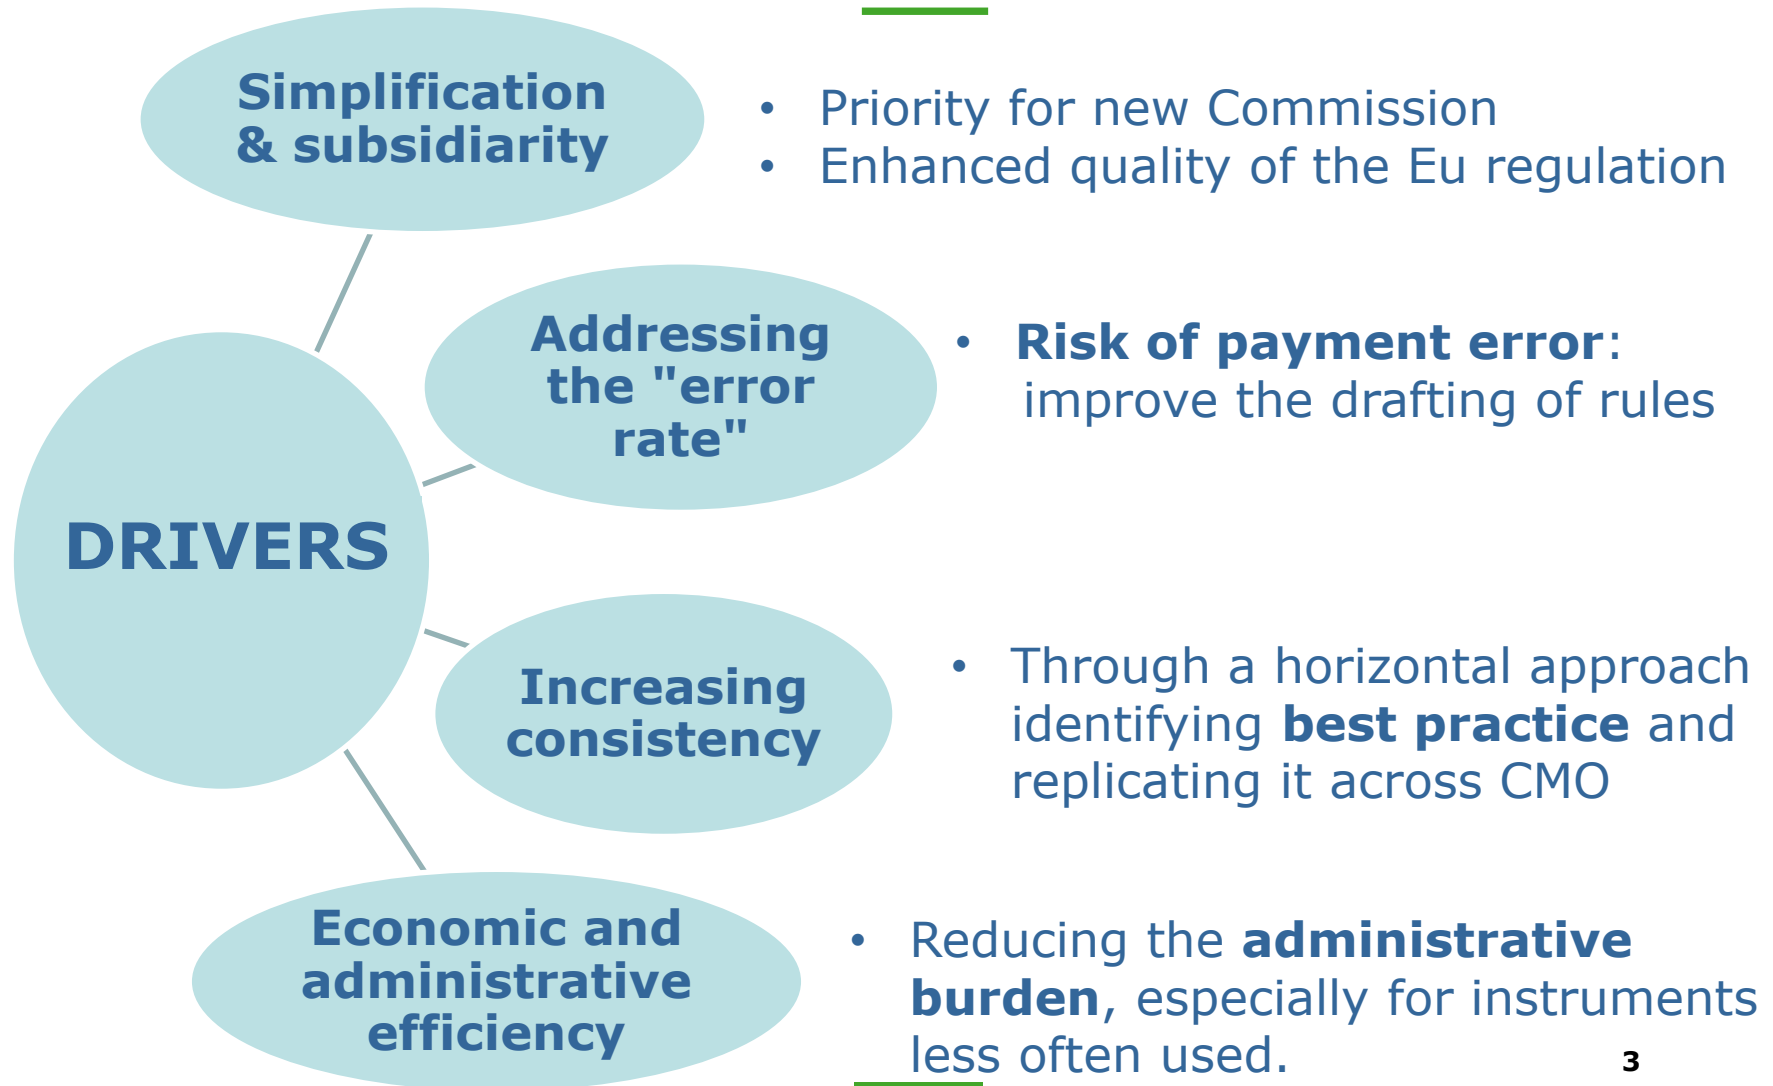 Simplification
& subsidiarity
• Priority for new Commission
• Enhanced quality of the Eu regulation
Addressing
the "error
rate"
• Risk of payment error:
improve the drafting of rules
DRIVERS
Increasing
consistency
• Through a horizontal approach
identifying best practice and
replicating it across CMO
Economic and
administrative
efficiency
• Reducing the administrative
burden, especially for instruments
less often used.
3